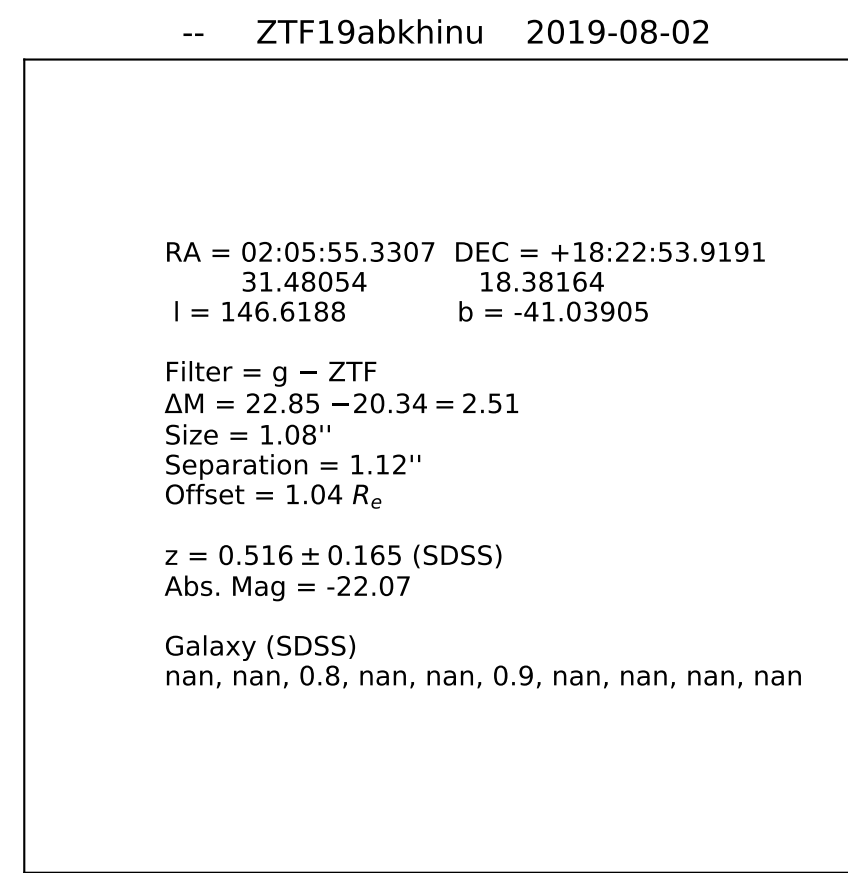 -- ZTF19abkhinu 2019-08-02
RA = 02:05:55.3307 DEC = +18:22:53.9191
31.48054 18.38164
l = 146.6188 b = -41.03905
Filter = g − ZTF
ΔM = 22.85 −20.34 = 2.51
Size = 1.08''
Separation = 1.12''
Offset = 1.04 Re
z = 0.516 ± 0.165 (SDSS)
Abs. Mag = -22.07
Galaxy (SDSS)
nan, nan, 0.8, nan, nan, 0.9, nan, nan, nan, nan